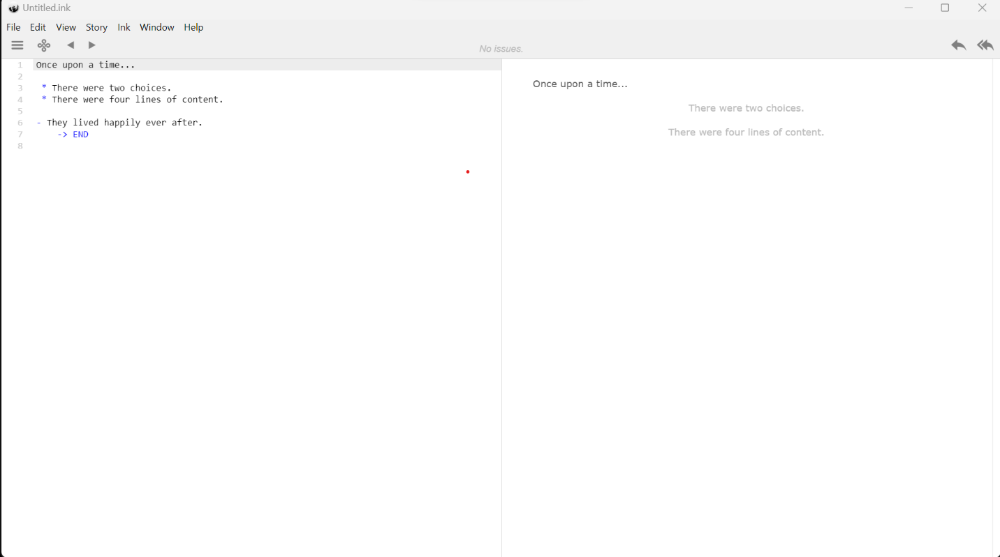 Untitled.ink
File Edit View Story Ink Window Help
No issues.
1 Once upon a time...
2
3 * There were two choices.
4 * There were four lines of content.
5
6 - They lived happily ever after.
7 -> END
8
Once upon a time...
There were two choices.
There were four lines of content.